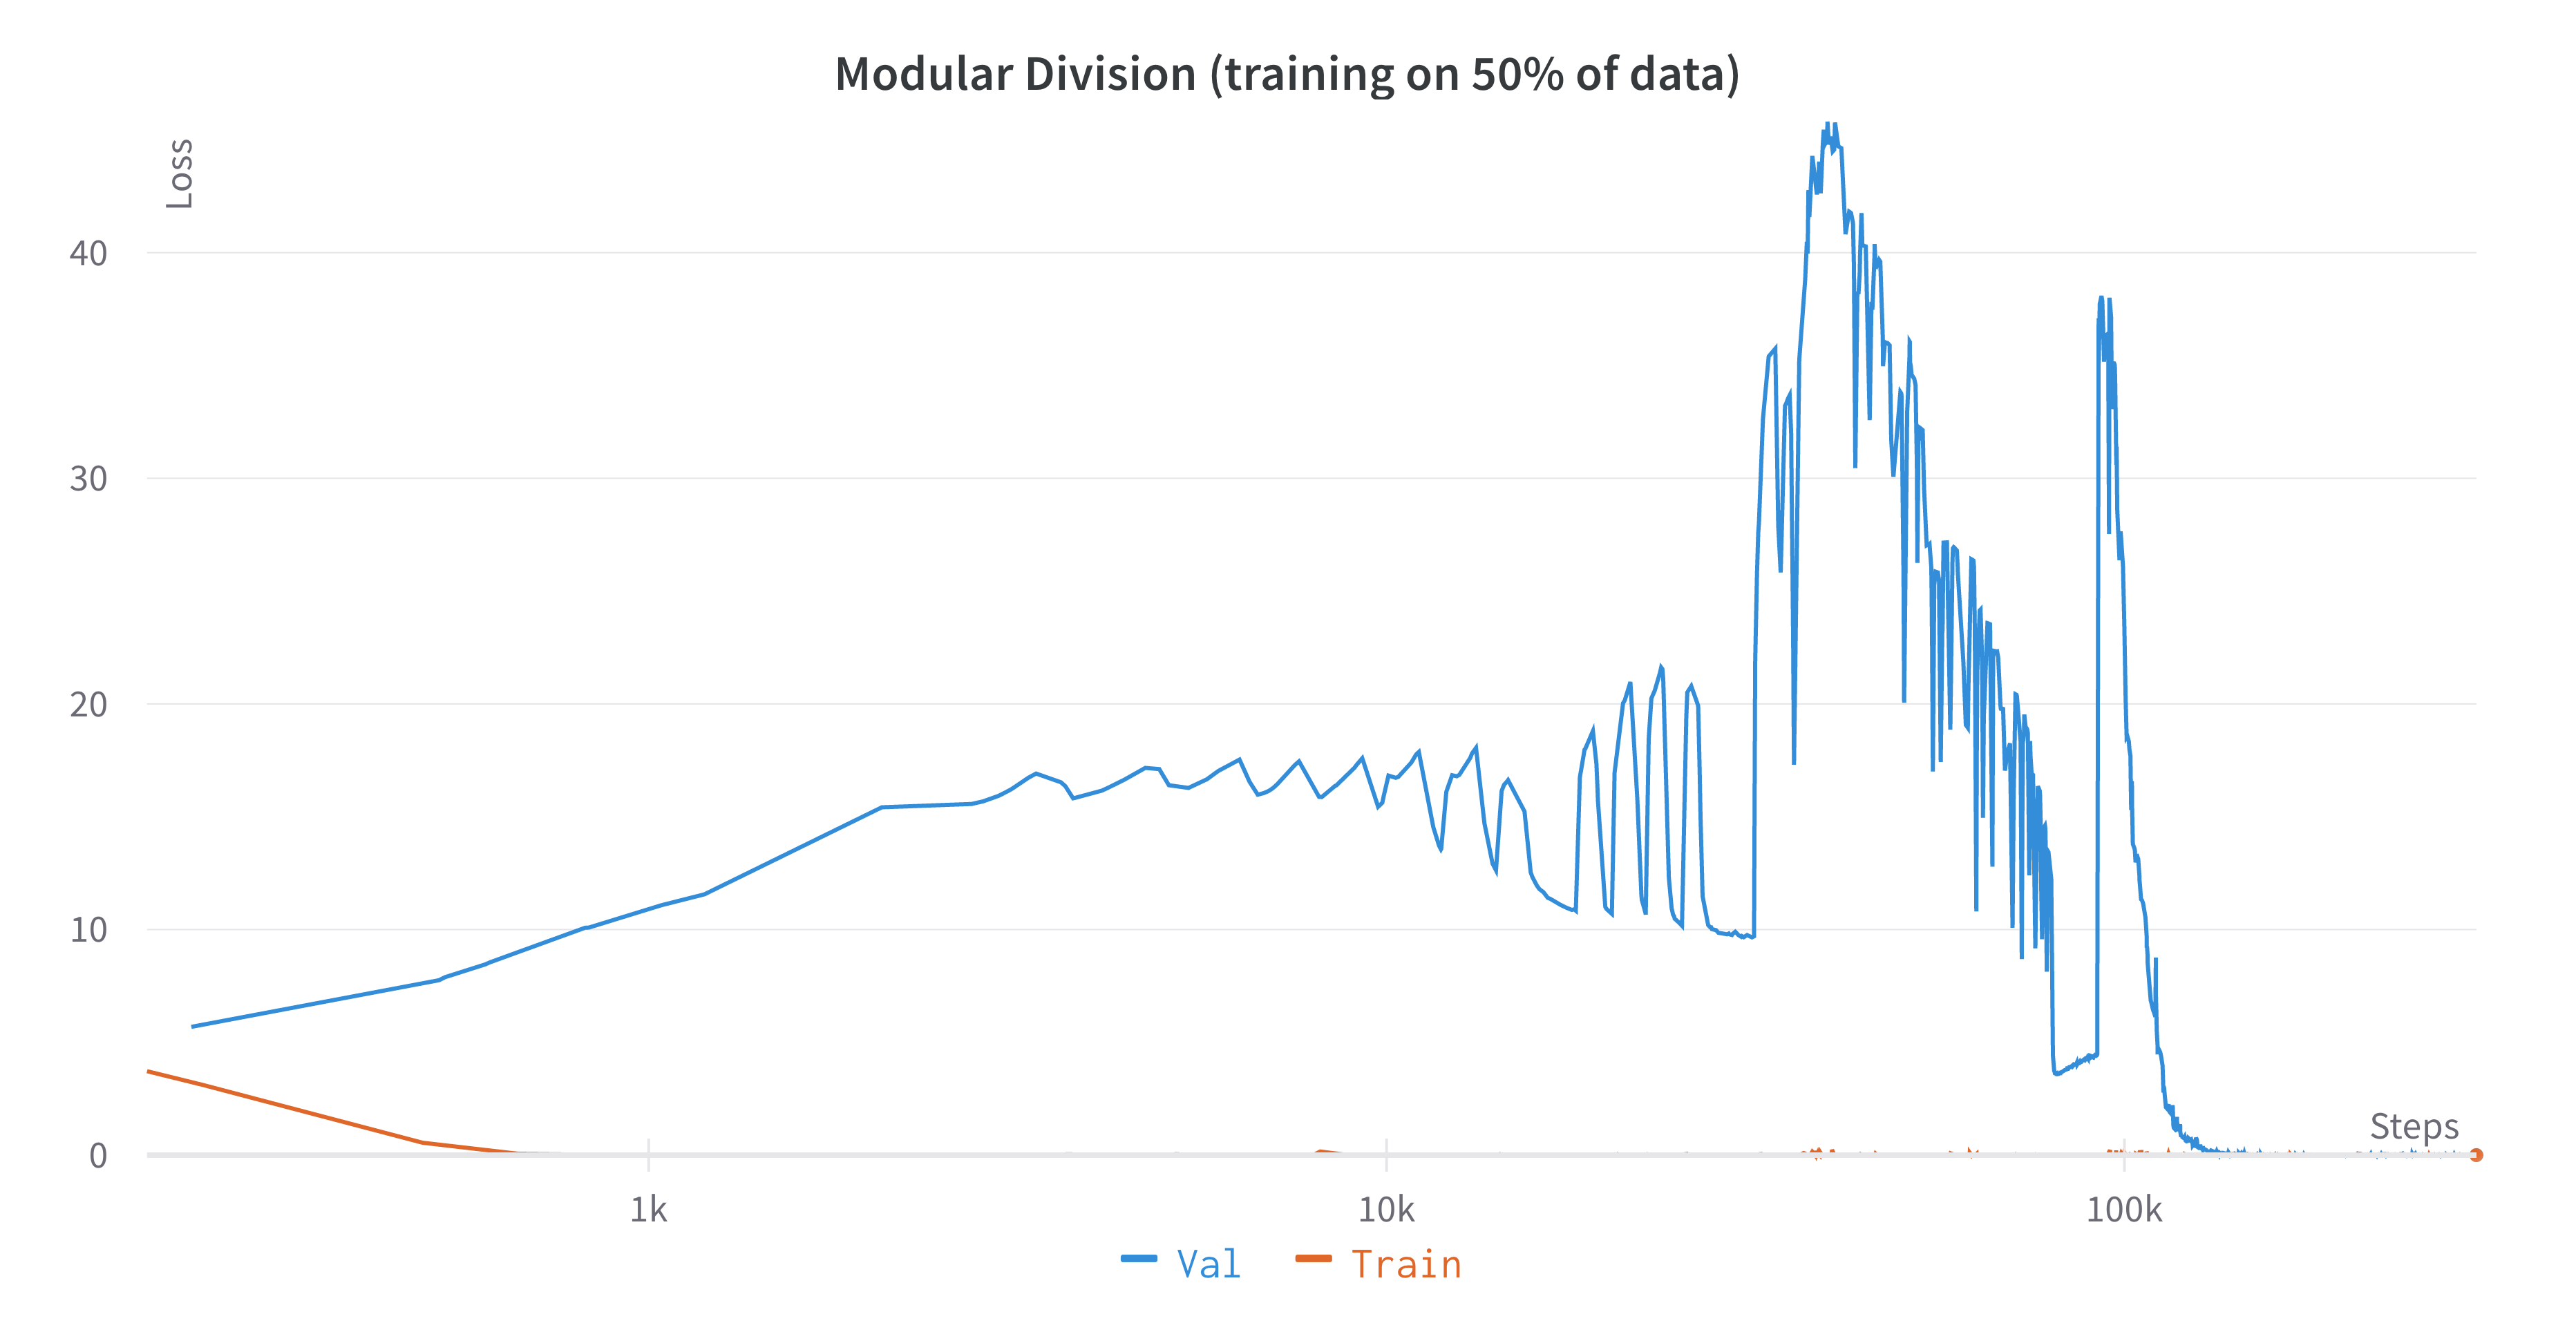 Modular Division (training on 50% of data)
Loss
40
30
20
10
0
Steps
1k 10k 100k
Val Train